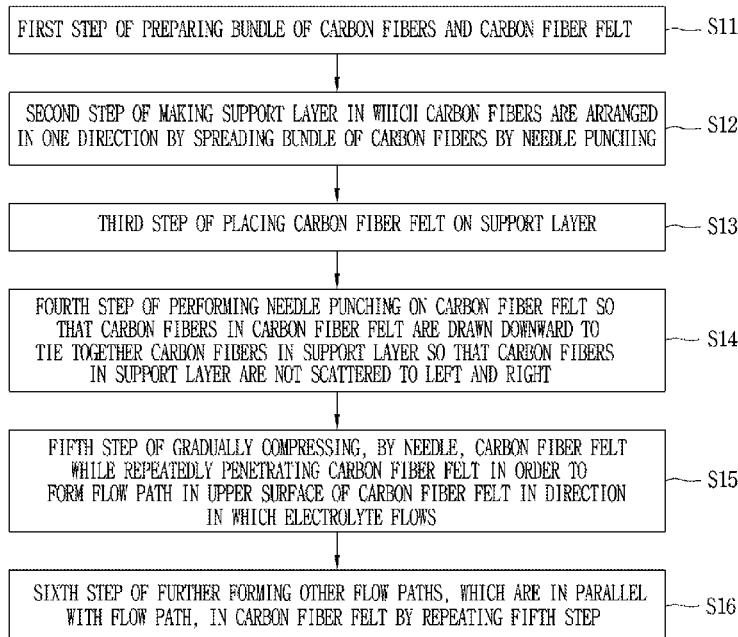 FIRST STEP OF PREPARING BUNDLE OF CARBON FIBERS AND CARBON FIBER FELT
S11
SECOND STEP OF MAKING SUPPORT LAYER IN WHICH CARBON FIBERS ARE ARRANGED
IN ONE DIRECTION BY SPREADING BUNDLE OF CARBON FIBERS BY NEEDLE PUNCHING
S12
THIRD STEP OF PLACING CARBON FIBER FELT ON SUPPORT LAYER
S13
FOURTH STEP OF PERFORMING NEEDLE PUNCHING ON CARBON FIBER FELT SO
THAT CARBON FIBERS IN CARBON FIBER FELT ARE DRAWN DOWNWARD TO
TIE TOGETHER CARBON FIBERS IN SUPPORT LAYER SO THAT CARBON FIBERS
IN SUPPORT LAYER ARE NOT SCATTERED TO LEFT AND RIGHT
S14
FIFTH STEP OF GRADUALLY COMPRESSING, BY NEEDLE, CARBON FIBER FELT
WHILE REPEATEDLY PENETRATING CARBON FIBER FELT IN ORDER TO
FORM FLOW PATH IN UPPER SURFACE OF CARBON FIBER FELT IN DIRECTION
IN WHICH ELECTROLYTE FLOWS
S15
SIXTH STEP OF FURTHER FORMING OTHER FLOW PATHS, WHICH ARE IN PARALLEL
WITH FLOW PATH, IN CARBON FIBER FELT BY REPEATING FIFTH STEP
S16